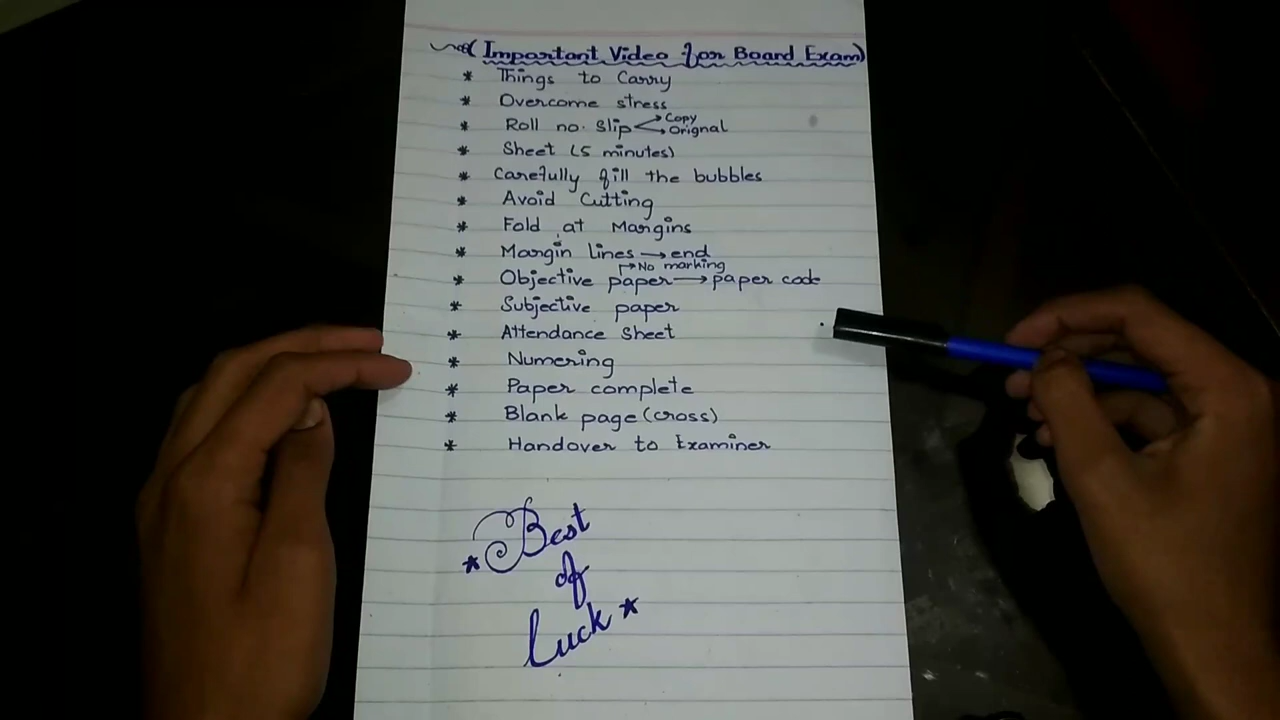 (Important Video for Board Exam)
* Things to Carry
* Overcome stress
* Roll no. Slip Copy
Orignal
* Sheet (5 minutes)
* Carefully fill the bubbles
* Avoid Cutting
* Fold at Margins
* Margin lines → end
No marking
* Objective paper → paper code
* Subjective paper
* Attendance Sheet
* Numering
* Paper complete
* Blank page (cross)
* Handover to Examiner
* Best
of
Luck *